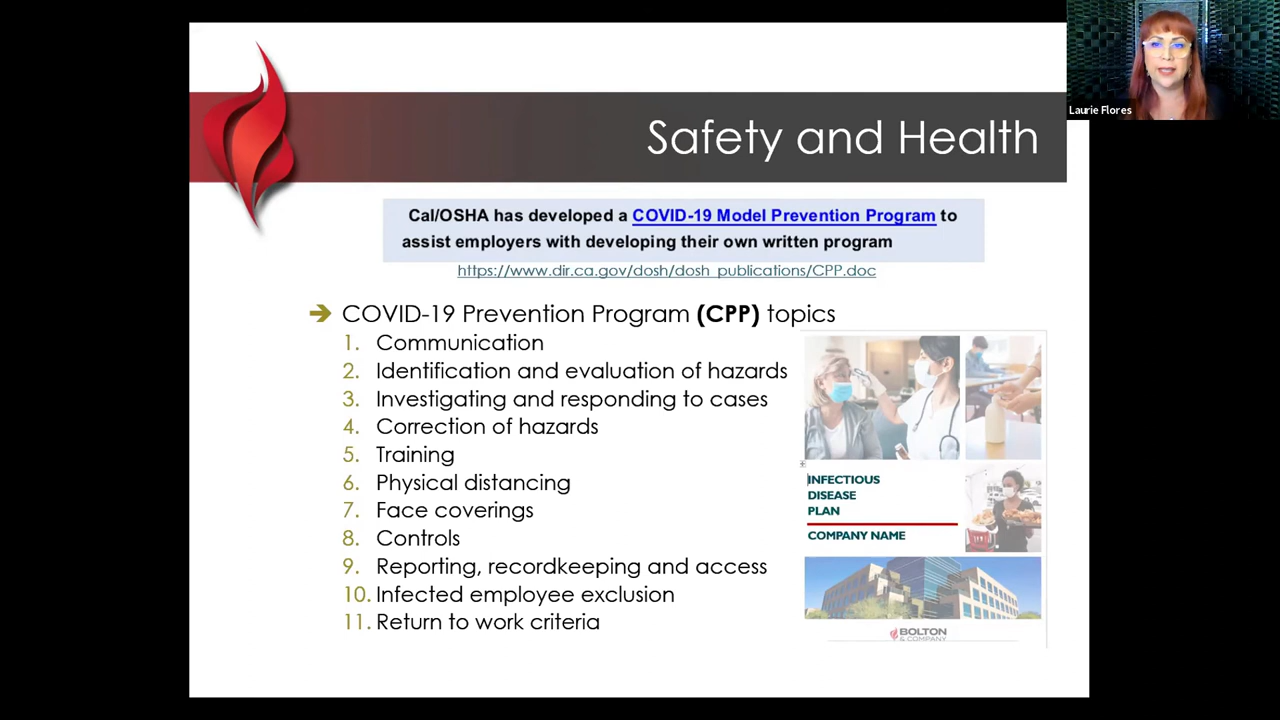 Laurie Flores
Safety and Health
Cal/OSHA has developed a COVID-19 Model Prevention Program to
assist employers with developing their own written program
https://www.dir.ca.gov/dosh/dosh_publications/CPP.doc
COVID-19 Prevention Program (CPP) topics
1. Communication
2. Identification and evaluation of hazards
3. Investigating and responding to cases
4. Correction of hazards
5. Training
6. Physical distancing
7. Face coverings
8. Controls
9. Reporting, recordkeeping and access
10. Infected employee exclusion
11. Return to work criteria
INFECTIOUS
DISEASE
PLAN
COMPANY NAME
BOLTON
& COMPANY